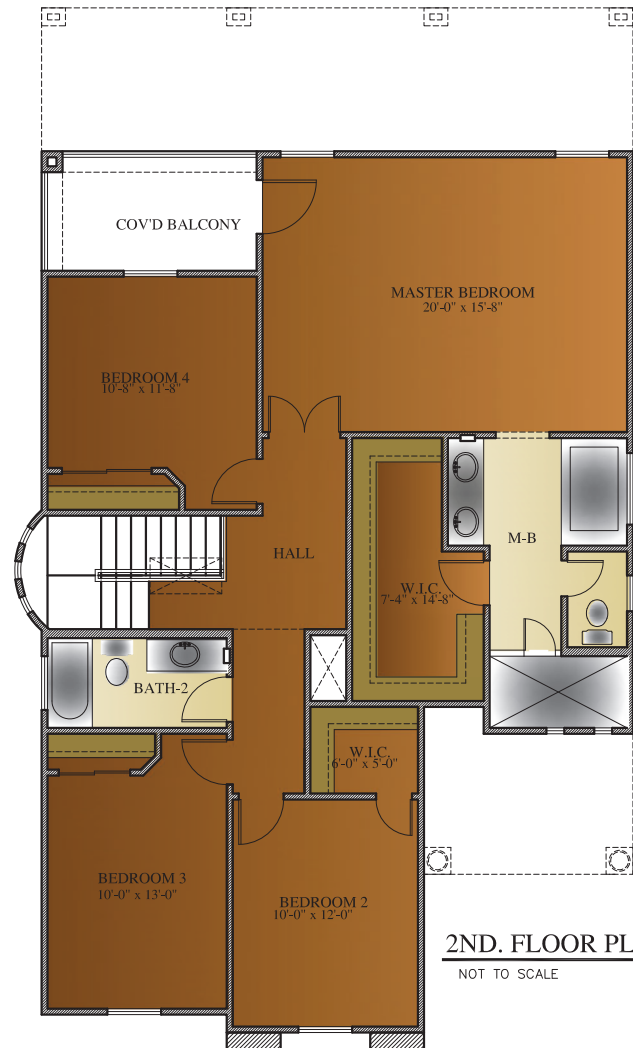 COV'D BALCONY
MASTER BEDROOM
20'-0" x 15'-8"
BEDROOM 4
10'-8" x 11'-8"
HALL
M-B
W.I.C.
7'-4" x 14'-8"
BATH-2
W.I.C.
6'-0" x 5'-0"
BEDROOM 3
10'-0" x 13'-0"
BEDROOM 2
10'-0" x 12'-0"
2ND. FLOOR PL
NOT TO SCALE